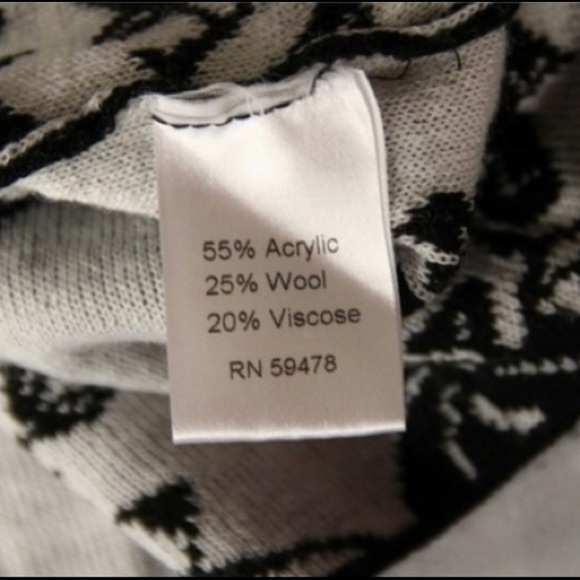 55% Acrylic
25% Wool
20% Viscose
RN 59478